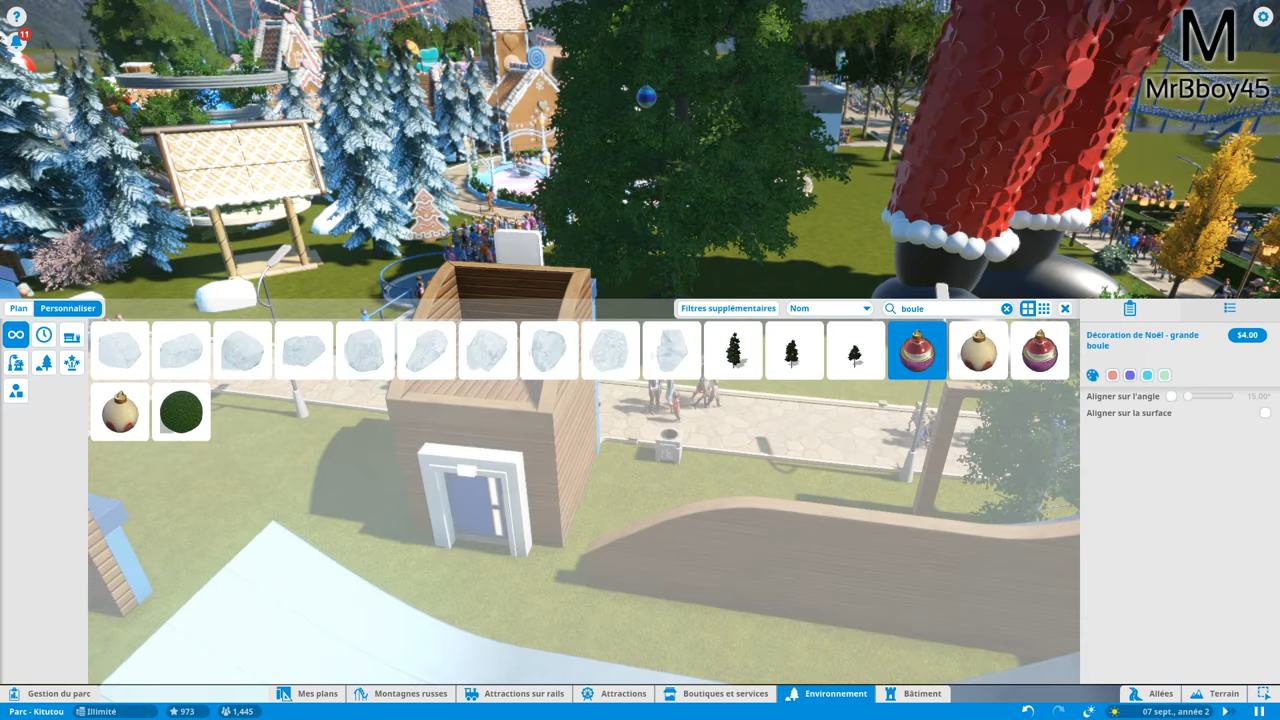 ?
11
M
MrBboy45
Plan
Personnaliser
Filtres supplémentaires
Nom
boule
Décoration de Noël - grande boule
$4.00
Aligner sur l'angle
15.00°
Aligner sur la surface
Gestion du parc
Mes plans
Montagnes russes
Attractions sur rails
Attractions
Boutiques et services
Environnement
Bâtiment
Allées
Terrain
Parc - Kitutou
Illimité
973
1,445
07 sept., année 2